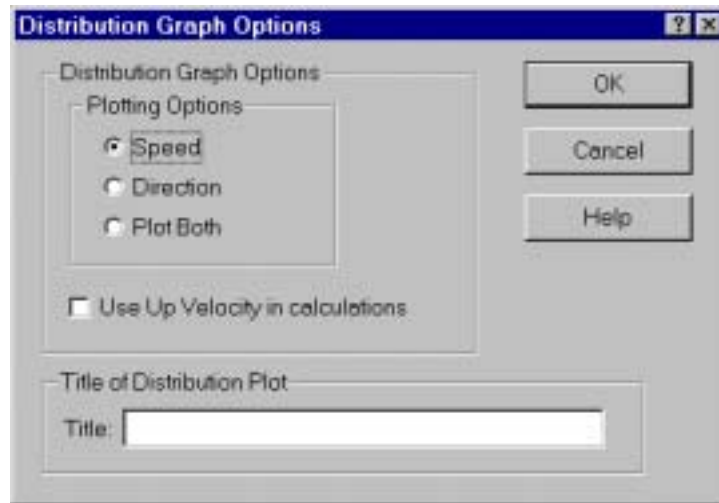 Distribution Graph Options
Distribution Graph Options
Plotting Options
Speed
Direction
Plot Both
Use Up Velocity in calculations
OK
Cancel
Help
Title of Distribution Plot
Title: